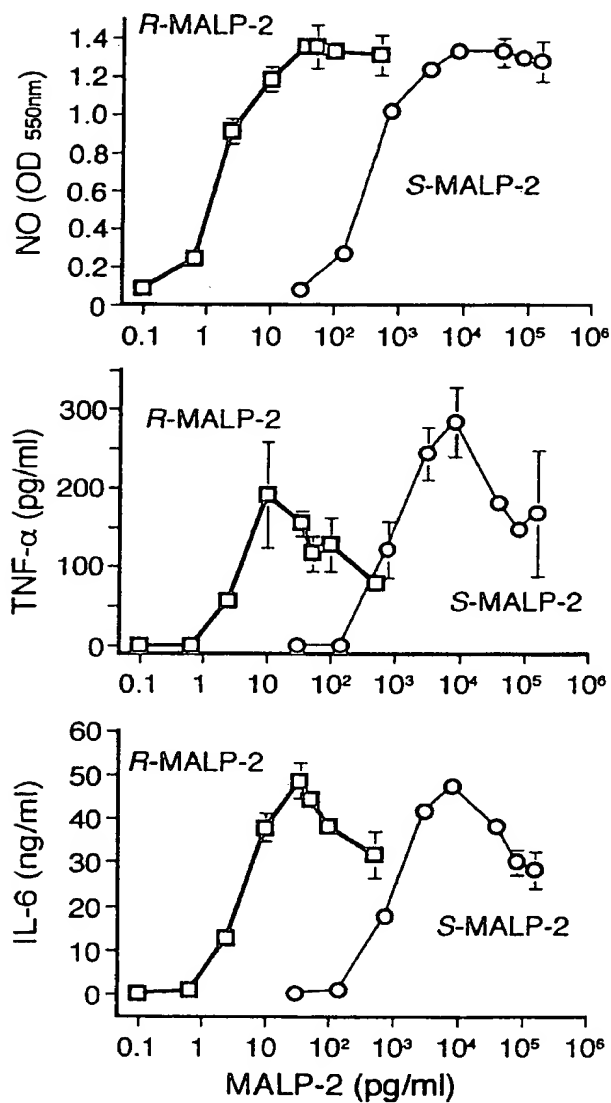 R-MALP-2
S-MALP-2
NO (OD 550nm)
1.4
1.2
1.0
0.8
0.6
0.4
0.2
0
0.1 1 10 10² 10³ 10⁴ 10⁵ 10⁶
R-MALP-2
S-MALP-2
TNF-α (pg/ml)
300
200
100
0
0.1 1 10 10² 10³ 10⁴ 10⁵ 10⁶
R-MALP-2
S-MALP-2
IL-6 (ng/ml)
60
50
40
30
20
10
0
0.1 1 10 10² 10³ 10⁴ 10⁵ 10⁶
MALP-2 (pg/ml)